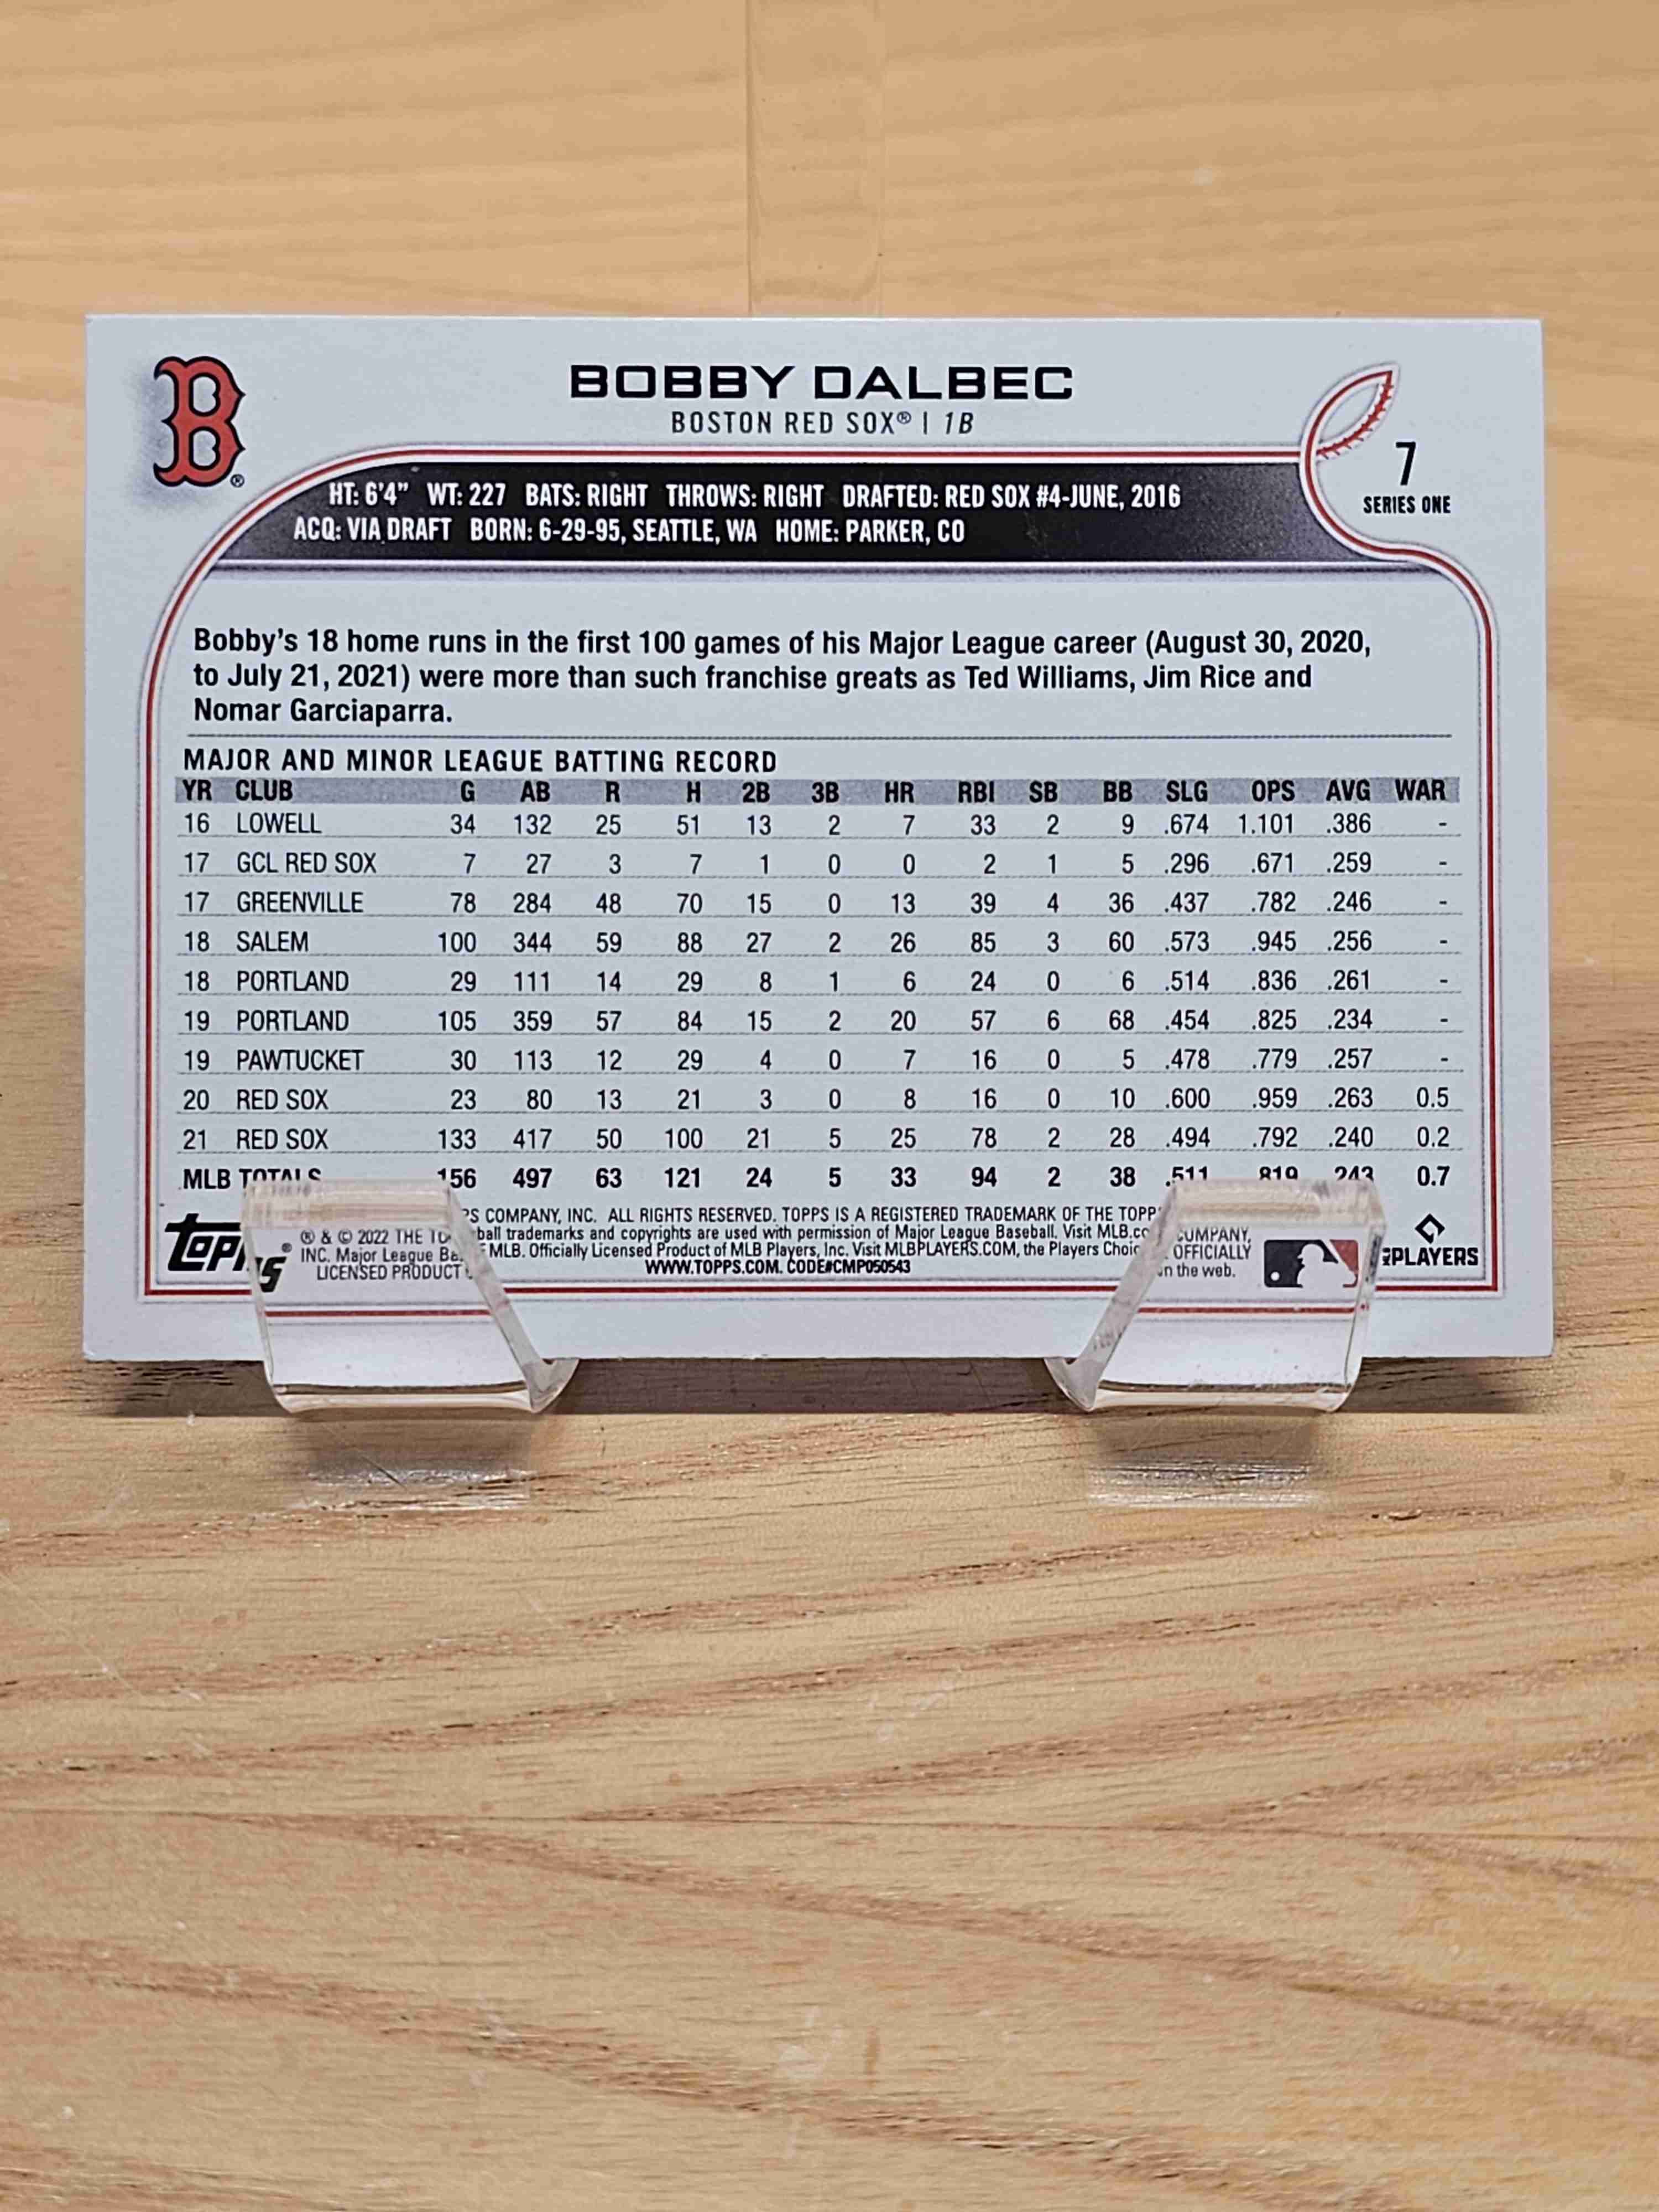 B®
BOBBY DALBEC
BOSTON RED SOX® | 1B
7
SERIES ONE
HT: 6'4" WT: 227 BATS: RIGHT THROWS: RIGHT DRAFTED: RED SOX #4-JUNE, 2016
ACQ: VIA DRAFT BORN: 6-29-95, SEATTLE, WA HOME: PARKER, CO
Bobby's 18 home runs in the first 100 games of his Major League career (August 30, 2020,
to July 21, 2021) were more than such franchise greats as Ted Williams, Jim Rice and
Nomar Garciaparra.
MAJOR AND MINOR LEAGUE BATTING RECORD
YR CLUB G AB R H 2B 3B HR RBI SB BB SLG OPS AVG WAR
16 LOWELL 34 132 25 51 13 2 7 33 2 9 .674 1.101 .386 -
17 GCL RED SOX 7 27 3 7 1 0 0 2 1 5 .296 .671 .259 -
17 GREENVILLE 78 284 48 70 15 0 13 39 4 36 .437 .782 .246 -
18 SALEM 100 344 59 88 27 2 26 85 3 60 .573 .945 .256 -
18 PORTLAND 29 111 14 29 8 1 6 24 0 6 .514 .836 .261 -
19 PORTLAND 105 359 57 84 15 2 20 57 6 68 .454 .825 .234 -
19 PAWTUCKET 30 113 12 29 4 0 7 16 0 5 .478 .779 .257 -
20 RED SOX 23 80 13 21 3 0 8 16 0 10 .600 .959 .263 0.5
21 RED SOX 133 417 50 100 21 5 25 78 2 28 .494 .792 .240 0.2
MLB TOTALS 156 497 63 121 24 5 33 94 2 38 .511 .819 .243 0.7
topps®
® & © 2022 THE COMPANY, INC. ALL RIGHTS RESERVED. TOPPS IS A REGISTERED TRADEMARK OF THE TOPPS COMPANY,
INC. Major League trademarks and copyrights are used with permission of Major League Baseball. Visit OFFICIALLY
LICENSED PRODUCT MLB. Officially Licensed Product of MLB Players, Inc. Visit MLBPLAYERS.COM, the Players on the web.
WWW.TOPPS.COM. CODE#CMP050543
PLAYERS